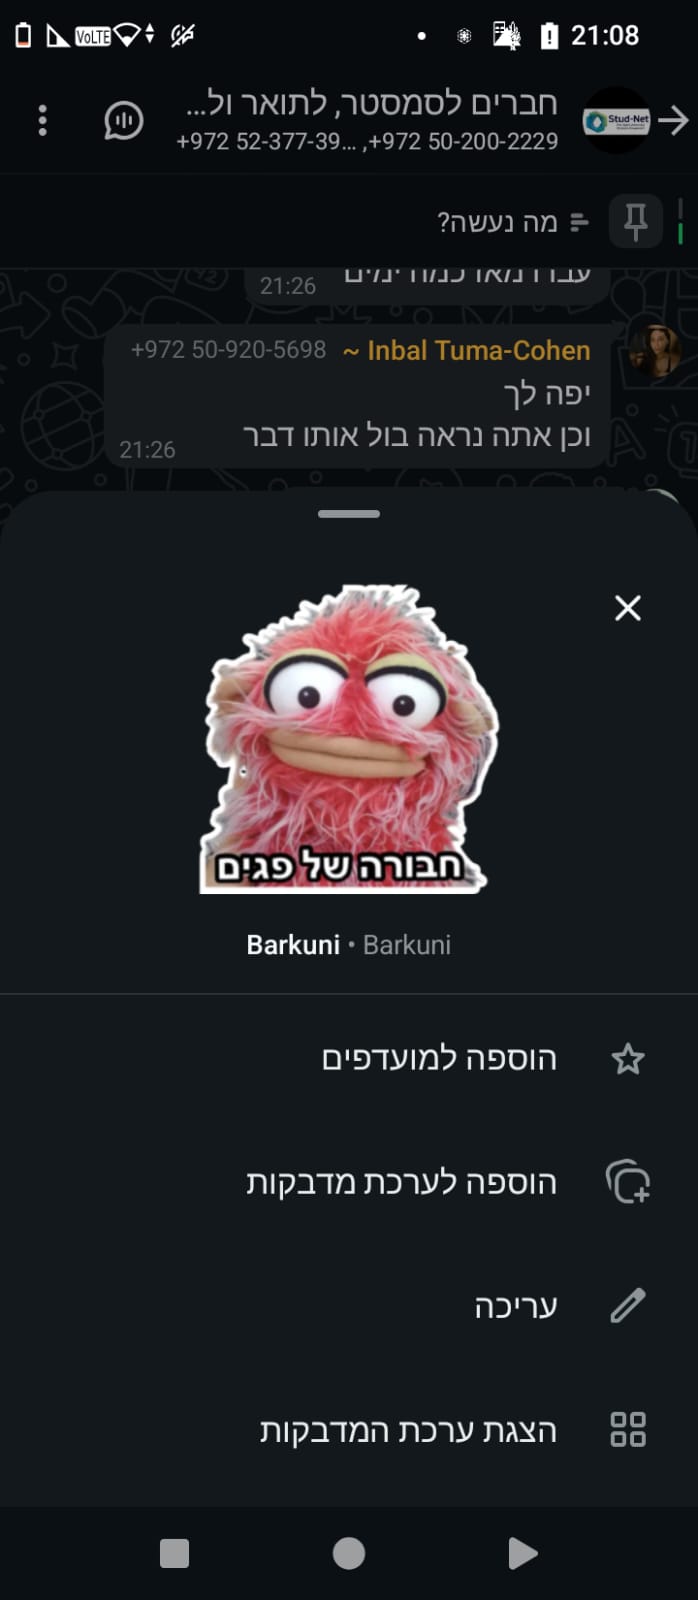 21:08
VoLTE
חברים לסמסטר, לתואר ול...
+972 52-377-39... ,+972 50-200-2229
Stud-Net
מה נעשה?
21:26
+972 50-920-5698 ~ Inbal Tuma-Cohen
יפה לך
וכן אתה נראה בול אותו דבר
21:26
חבורה של פגים
Barkuni • Barkuni
הוספה למועדפים
הוספה לערכת מדבקות
עריכה
הצגת ערכת המדבקות